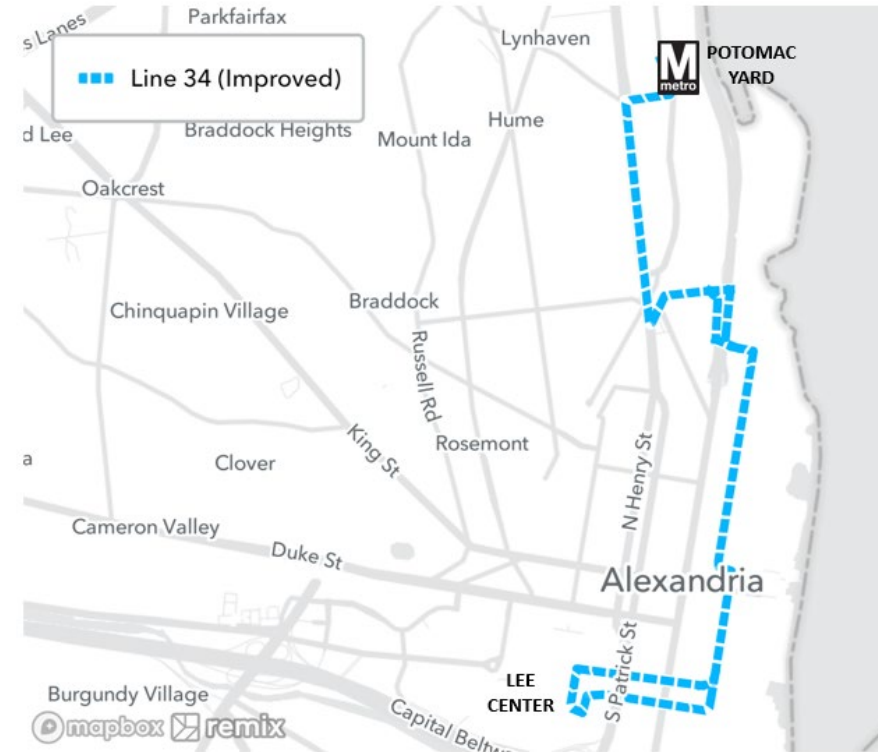 Parkfairfax
s Lanes
Lynhaven
M
metro
POTOMAC
YARD
Line 34 (Improved)
d Lee
Braddock Heights
Mount Ida
Hume
Oakcrest
Chinquapin Village
Braddock
Russell Rd
King St
Rosemont
N Henry St
a
Clover
Cameron Valley
Duke St
Alexandria
S Patrick St
LEE
CENTER
Burgundy Village
Capital Beltw
mapbox remix